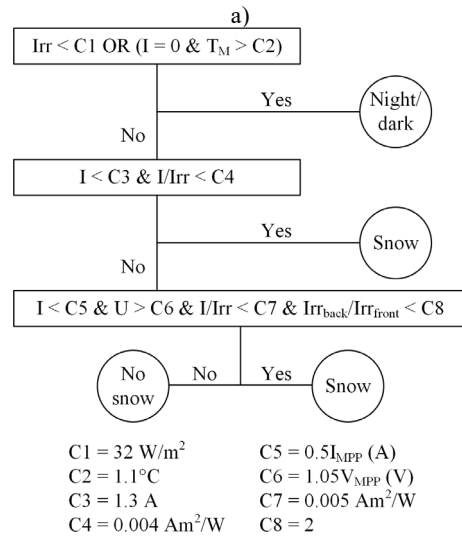 a)
Irr < C1 OR (I = 0 & T_M > C2)
Yes
Night/
dark
No
I < C3 & I/Irr < C4
Yes
Snow
No
I < C5 & U > C6 & I/Irr < C7 & Irr_back/Irr_front < C8
No
snow
No
Yes
Snow
C1 = 32 W/m²
C2 = 1.1°C
C3 = 1.3 A
C4 = 0.004 Am²/W
C5 = 0.5I_MPP (A)
C6 = 1.05V_MPP (V)
C7 = 0.005 Am²/W
C8 = 2